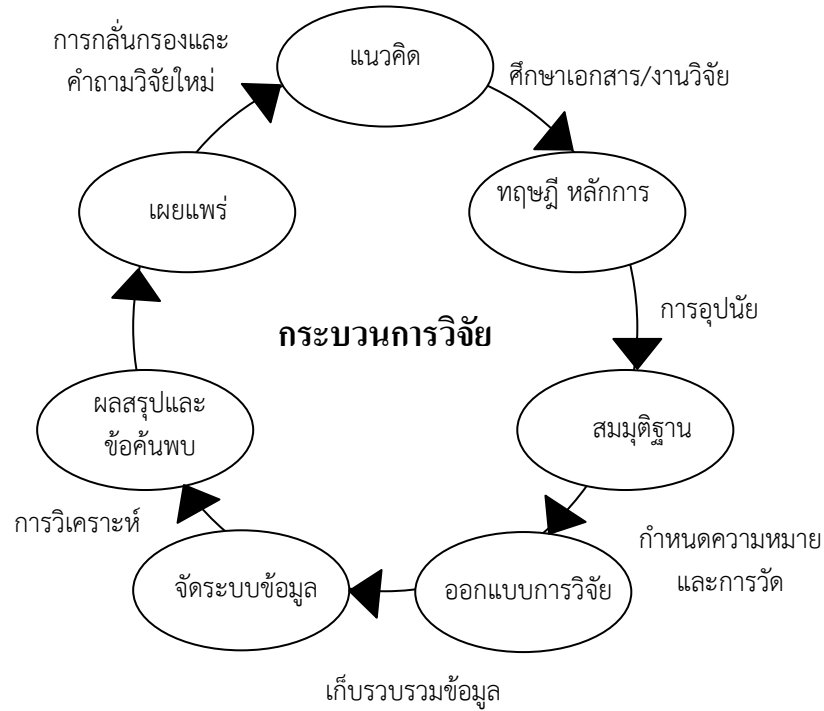 การกลั่นกรองและ
คำถามวิจัยใหม่
แนวคิด
ศึกษาเอกสาร/งานวิจัย
เผยแพร่
ทฤษฎี หลักการ
กระบวนการวิจัย
การอุปนัย
ผลสรุปและ
ข้อค้นพบ
สมมุติฐาน
การวิเคราะห์
กำหนดความหมาย
และการวัด
จัดระบบข้อมูล
ออกแบบการวิจัย
เก็บรวบรวมข้อมูล